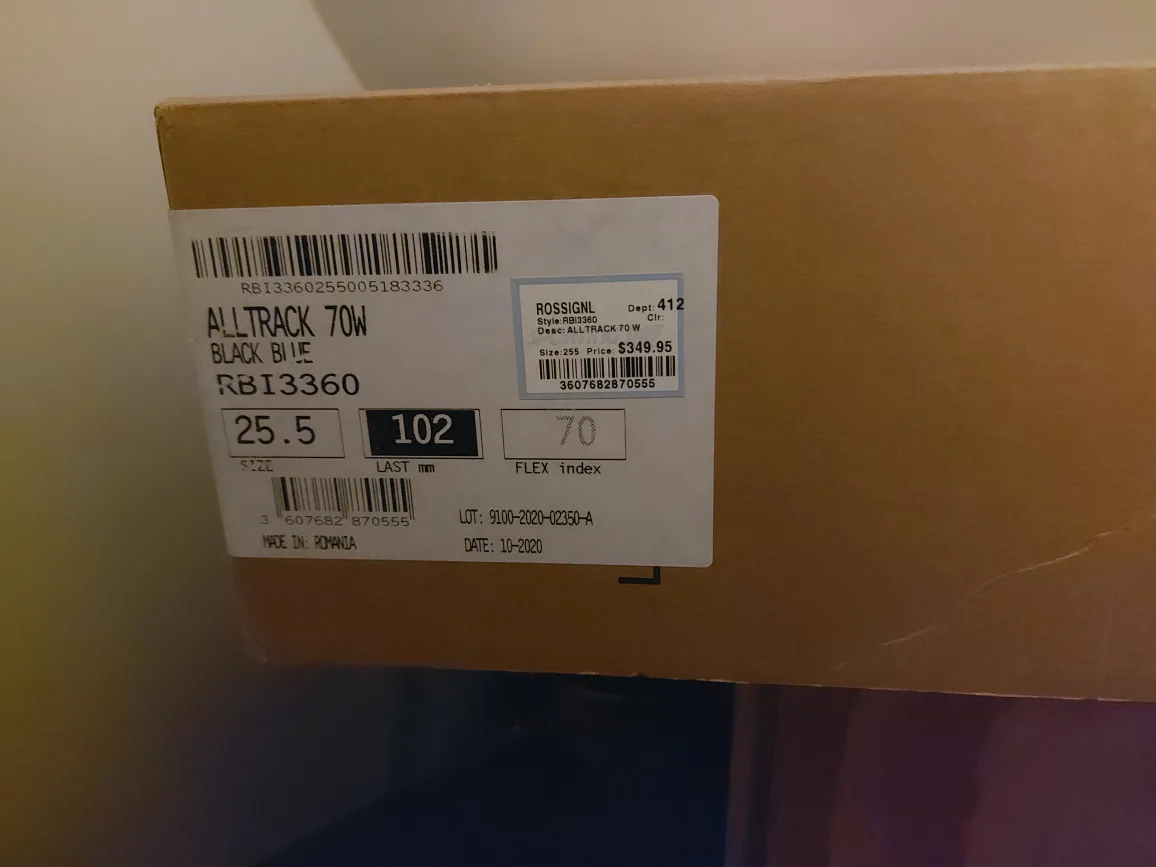 RBI3360255005183336
ALLTRACK 70W
BLACK BLUE
RBI3360
25.5
SIZE
102
LAST mm
70
FLEX index
3 607682 870555
MADE IN: ROMANIA
LOT: 9100-2020-02350-A
DATE: 10-2020
ROSSIGNL Dept: 412
Style:RBI3360 Clr:
Desc: ALLTRACK 70 W
Size:255 Price: $349.95
3607682870555